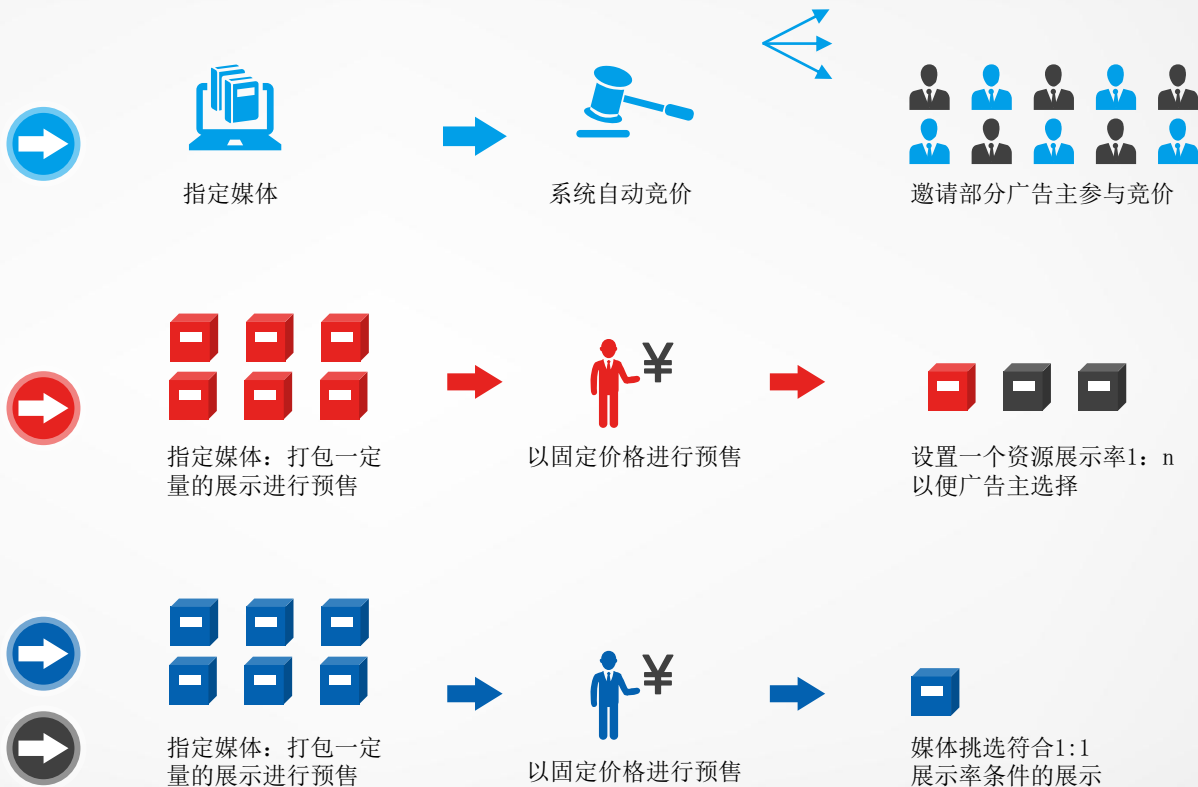 指定媒体
系统自动竞价
邀请部分广告主参与竞价
¥
指定媒体：打包一定
量的展示进行预售
以固定价格进行预售
设置一个资源展示率1：n
以便广告主选择
¥
指定媒体：打包一定
量的展示进行预售
以固定价格进行预售
媒体挑选符合1:1
展示率条件的展示